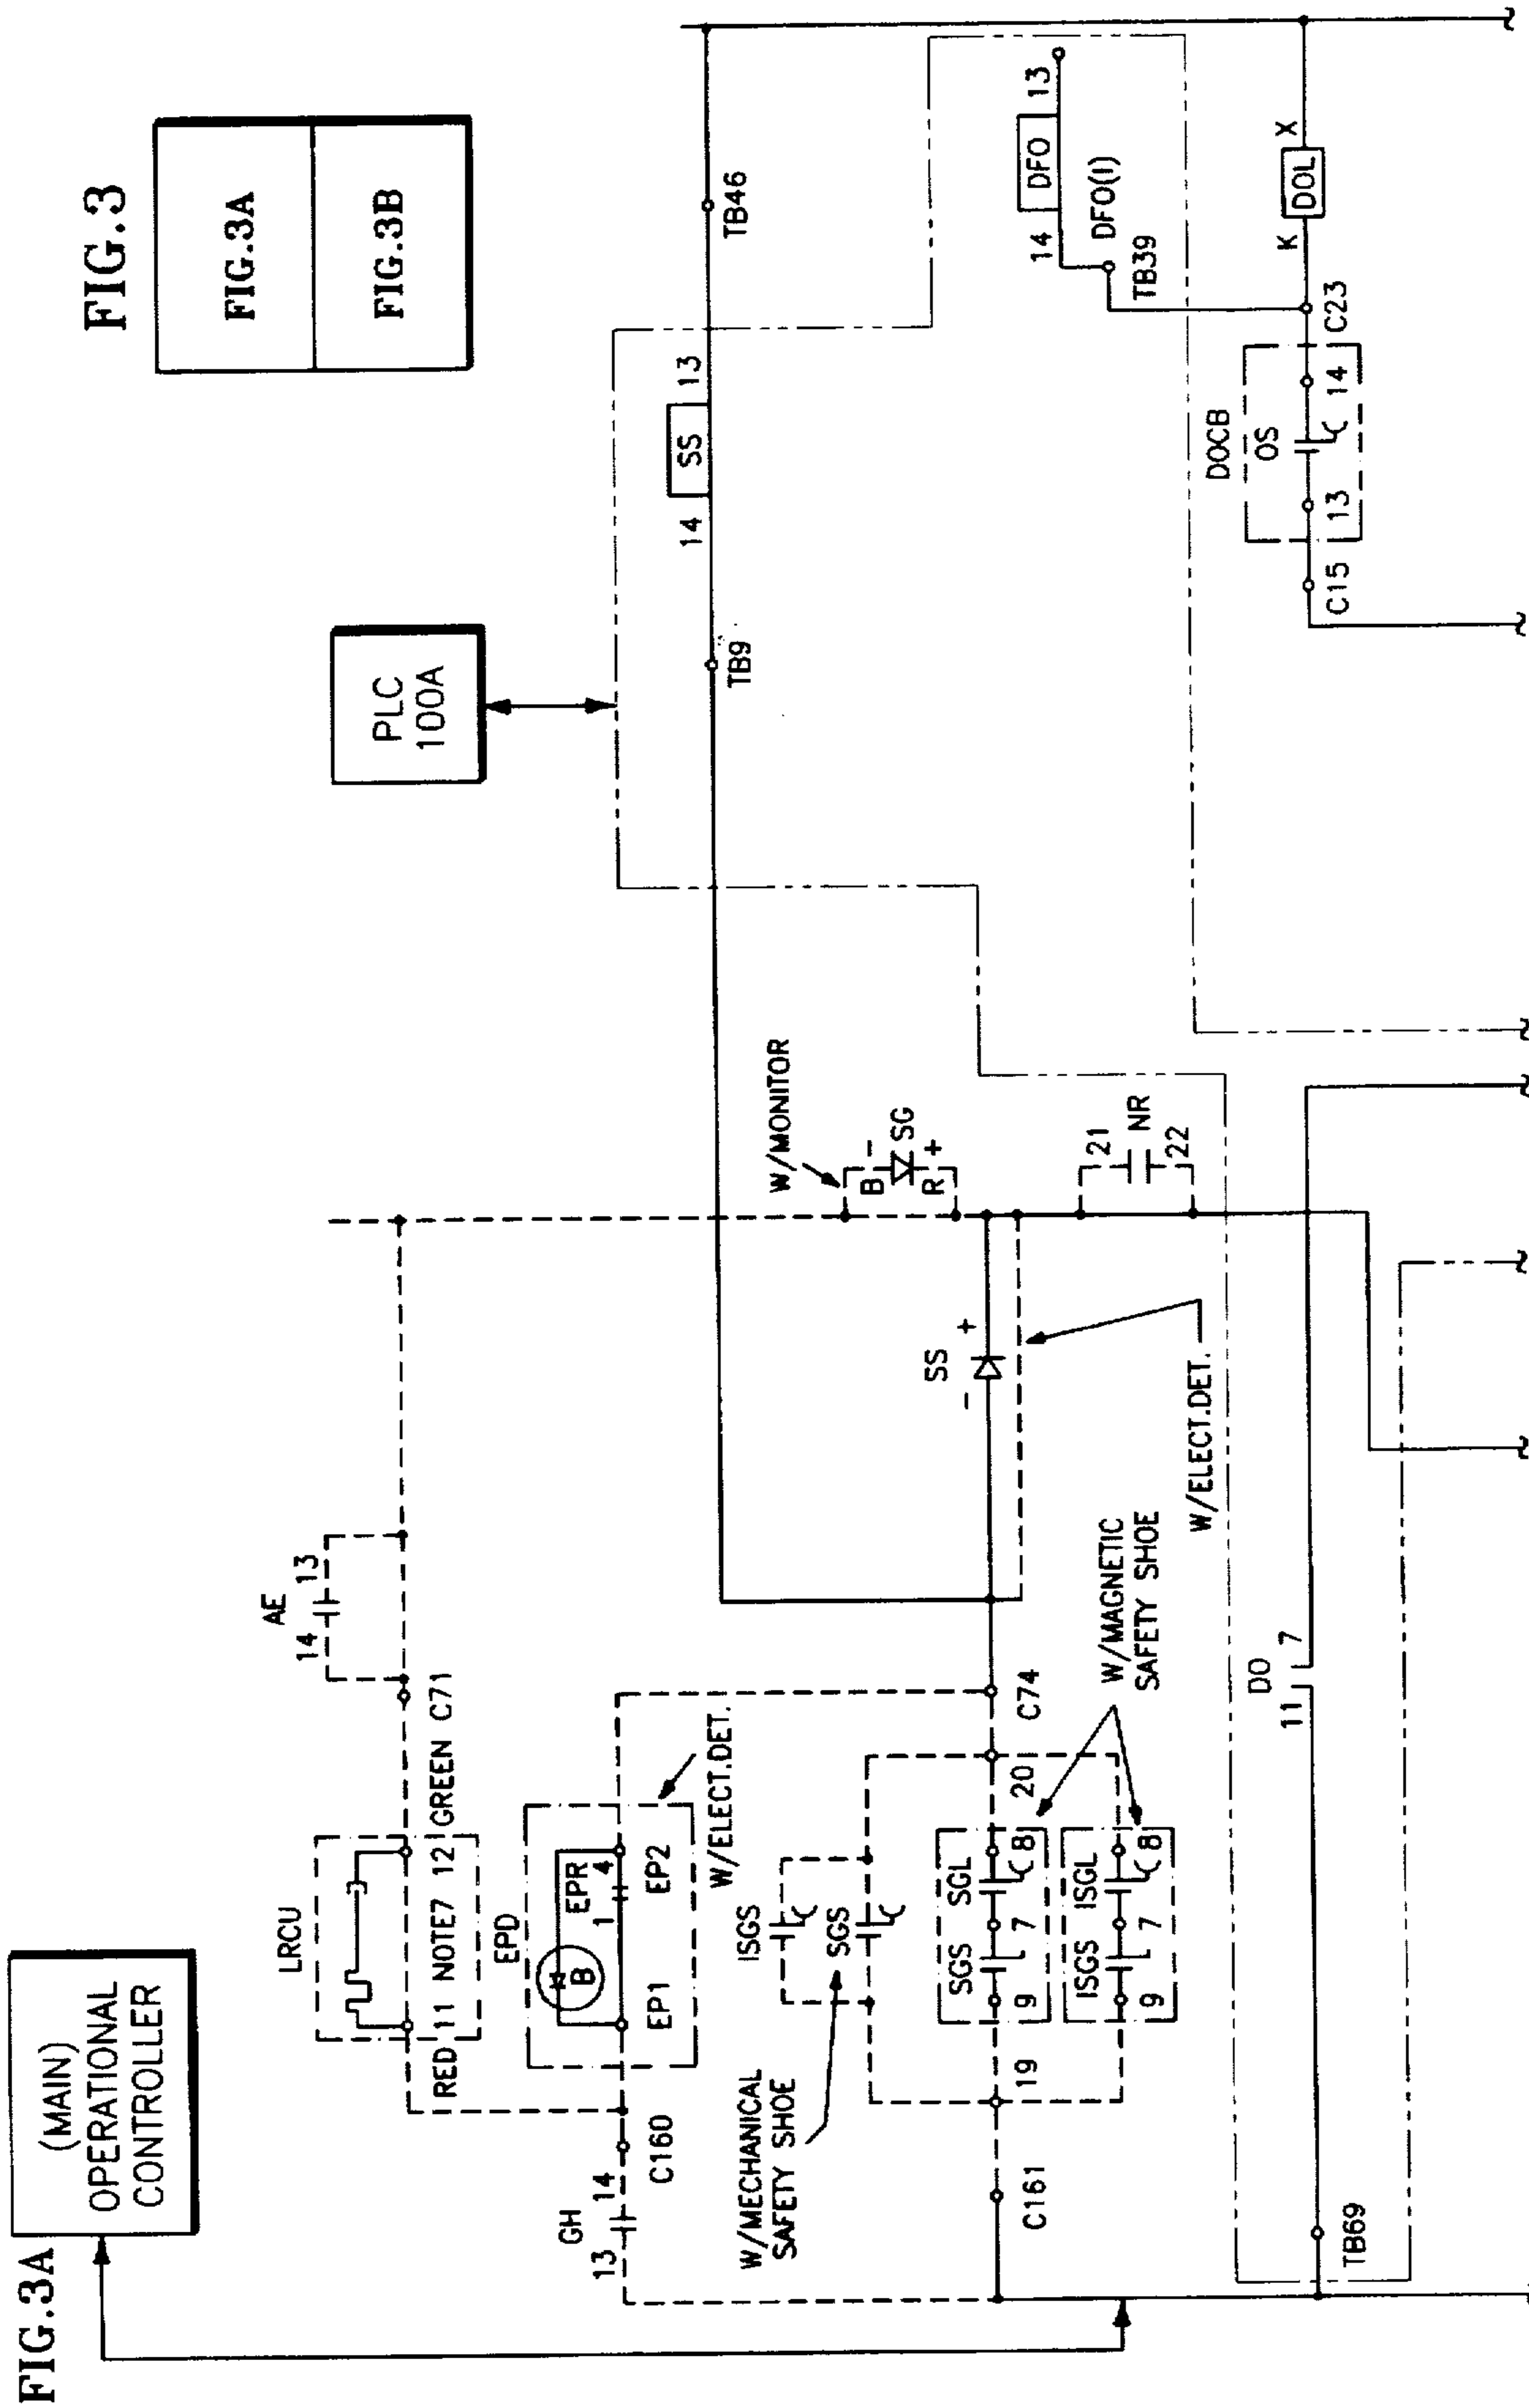 FIG.3A
(MAIN)
OPERATIONAL
CONTROLLER
FIG.3
FIG.3A
FIG.3B
PLC
100A
AE
14 13
LRCU
RED 11 NOTE7 12 GREEN C71
GH
13 14
C160
EPD
B
EPR
1 4
EP1 EP2
W/ELECT.DET.
W/MONITOR
B -
SG
R +
21
NR
22
SS
14 13
TB9
TB46
ISGS
SGS
W/MECHANICAL
SAFETY SHOE
SGS SGL
9 7 8
ISGS ISGL
9 7 8
19
20
C161
C74
W/MAGNETIC
SAFETY SHOE
SS
- +
W/ELECT.DET.
DFO
14 13
DFO(I)
TB39
DO
11 7
TB69
DOCB
OS
C15 13 14 C23
K DOL X